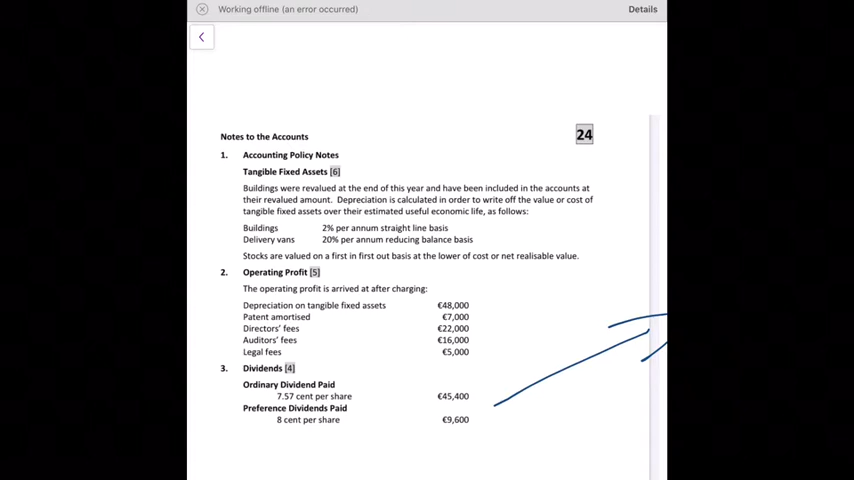 Working offline (an error occurred)
Details
Notes to the Accounts
24
1. Accounting Policy Notes
Tangible Fixed Assets [6]
Buildings were revalued at the end of this year and have been included in the accounts at
their revalued amount. Depreciation is calculated in order to write off the value or cost of
tangible fixed assets over their estimated useful economic life, as follows:
Buildings 2% per annum straight line basis
Delivery vans 20% per annum reducing balance basis
Stocks are valued on a first in first out basis at the lower of cost or net realisable value.
2. Operating Profit [5]
The operating profit is arrived at after charging:
Depreciation on tangible fixed assets €48,000
Patent amortised €7,000
Directors’ fees €22,000
Auditors’ fees €16,000
Legal fees €5,000
3. Dividends [4]
Ordinary Dividend Paid
7.57 cent per share €45,400
Preference Dividends Paid
8 cent per share €9,600